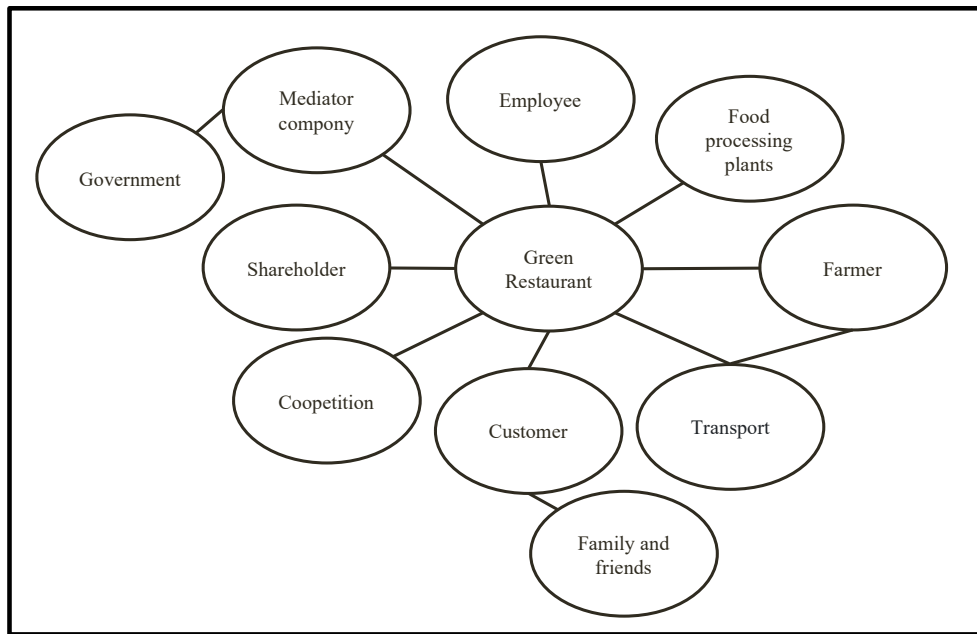 Mediator
compony
Employee
Food
processing
plants
Government
Shareholder
Green
Restaurant
Farmer
Coopetition
Customer
Transport
Family and
friends